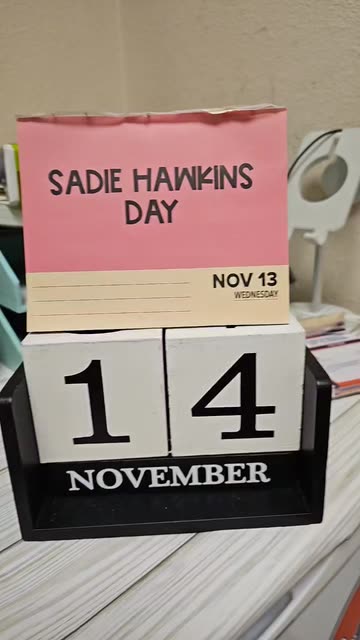 SADIE HAWKINS
DAY
NOV 13
WEDNESDAY
14
NOVEMBER